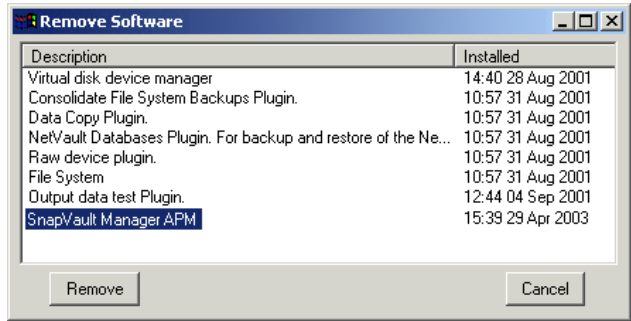 Remove Software
Description Installed
Virtual disk device manager 14:40 28 Aug 2001
Consolidate File System Backups Plugin. 10:57 31 Aug 2001
Data Copy Plugin. 10:57 31 Aug 2001
NetVault Databases Plugin. For backup and restore of the Ne... 10:57 31 Aug 2001
Raw device plugin. 10:57 31 Aug 2001
File System 10:57 31 Aug 2001
Output data test Plugin. 12:44 04 Sep 2001
SnapVault Manager APM 15:39 29 Apr 2003
Remove Cancel